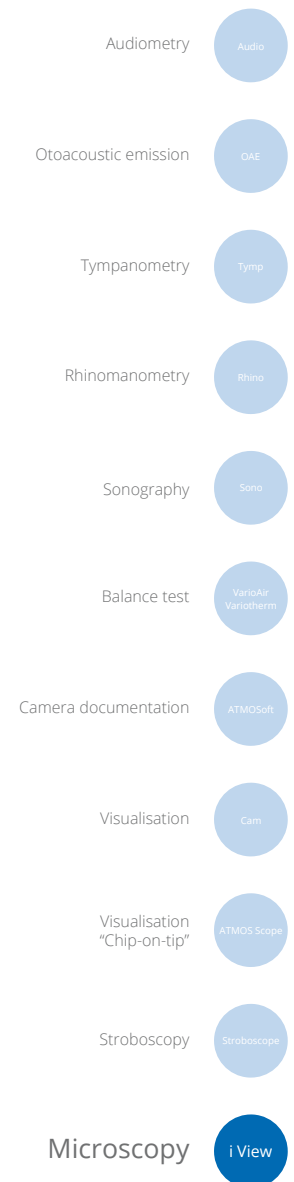 Audiometry Audio
Otoacoustic emission OAE
Tympanometry Tymp
Rhinomanometry Rhino
Sonography Sono
Balance test VarioAir
Variotherm
Camera documentation ATMOSoft
Visualisation Cam
Visualisation
“Chip-on-tip” ATMOS Scope
Stroboscopy Stroboscope
Microscopy i View